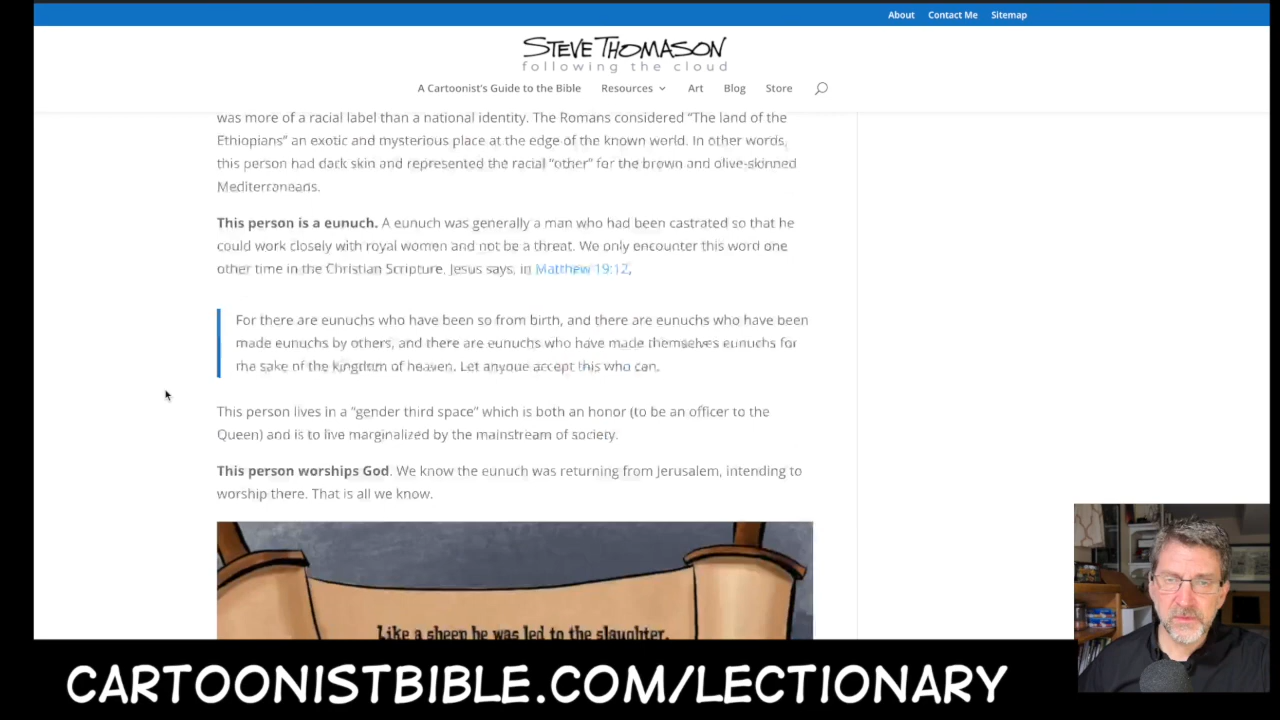 About Contact Me Sitemap
STEVE THOMASON
following the cloud
A Cartoonist's Guide to the Bible Resources Art Blog Store
was more of a racial label than a national identity. The Romans considered "The land of the
Ethiopians" an exotic and mysterious place at the edge of the known world. In other words,
this person had dark skin and represented the racial "other" for the brown and olive-skinned
Mediterraneans.
This person is a eunuch. A eunuch was generally a man who had been castrated so that he
could work closely with royal women and not be a threat. We only encounter this word one
other time in the Christian Scripture. Jesus says, in Matthew 19:12,
For there are eunuchs who have been so from birth, and there are eunuchs who have been
made eunuchs by others, and there are eunuchs who have made themselves eunuchs for
the sake of the kingdom of heaven. Let anyone accept this who can.
This person lives in a "gender third space" which is both an honor (to be an officer to the
Queen) and is to live marginalized by the mainstream of society.
This person worships God. We know the eunuch was returning from Jerusalem, intending to
worship there. That is all we know.
Like a sheep he was led to the slaughter,
CARTOONISTBIBLE.COM/LECTIONARY